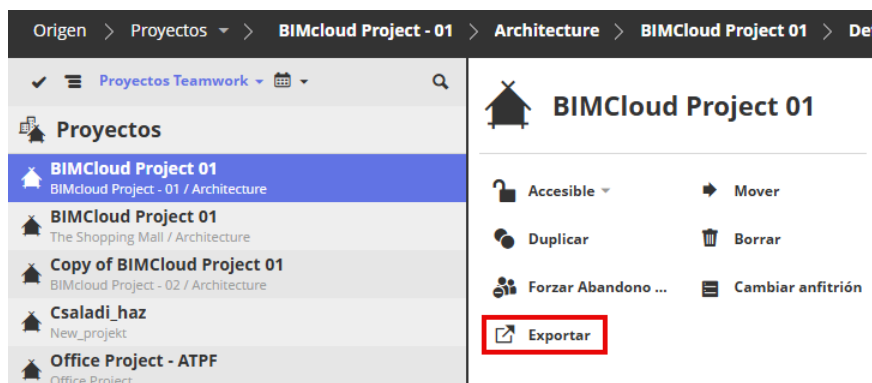 Origen > Proyectos > BIMcloud Project - 01 > Architecture > BIMCloud Project 01 >
Proyectos Teamwork
Proyectos
BIMCloud Project 01
BIMcloud Project - 01 / Architecture
BIMCloud Project 01
The Shopping Mall / Architecture
Copy of BIMCloud Project 01
BIMcloud Project - 02 / Architecture
Csaladi_haz
New_projekt
Office Project - ATPF
Office Project
BIMCloud Project 01
Accesible
Mover
Duplicar
Borrar
Forzar Abandono ...
Cambiar anfitrión
Exportar